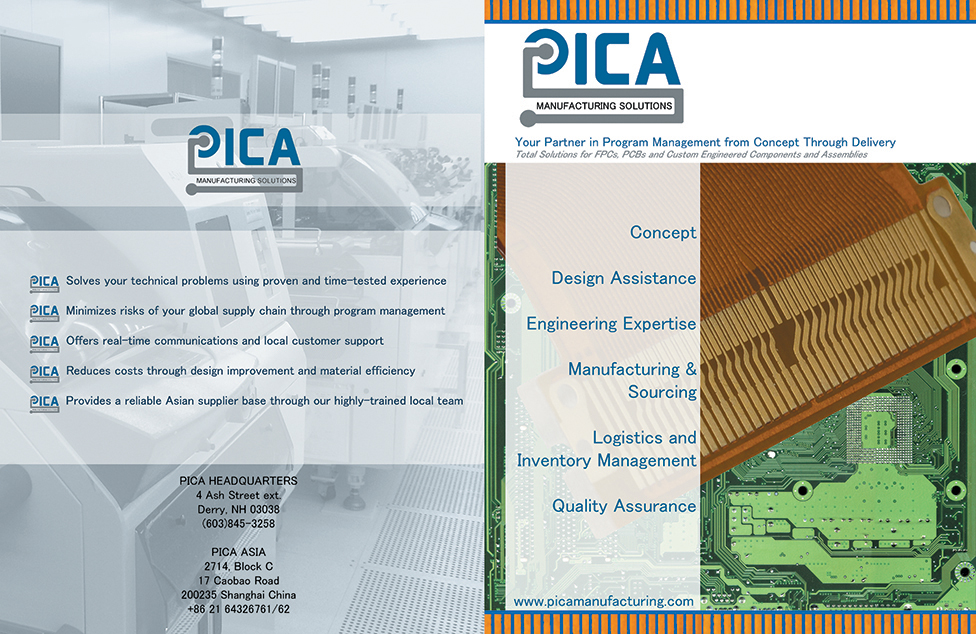 PICA
MANUFACTURING SOLUTIONS
PICA Solves your technical problems using proven and time-tested experience
PICA Minimizes risks of your global supply chain through program management
PICA Offers real-time communications and local customer support
PICA Reduces costs through design improvement and material efficiency
PICA Provides a reliable Asian supplier base through our highly-trained local team
PICA HEADQUARTERS
4 Ash Street ext.
Derry, NH 03038
(603)845-3258
PICA ASIA
2714, Block C
17 Caobao Road
200235 Shanghai China
+86 21 64326761/62
PICA
MANUFACTURING SOLUTIONS
Your Partner in Program Management from Concept Through Delivery
Total Solutions for FPCs, PCBs and Custom Engineered Components and Assemblies
Concept
Design Assistance
Engineering Expertise
Manufacturing &
Sourcing
Logistics and
Inventory Management
Quality Assurance
www.picamanufacturing.com